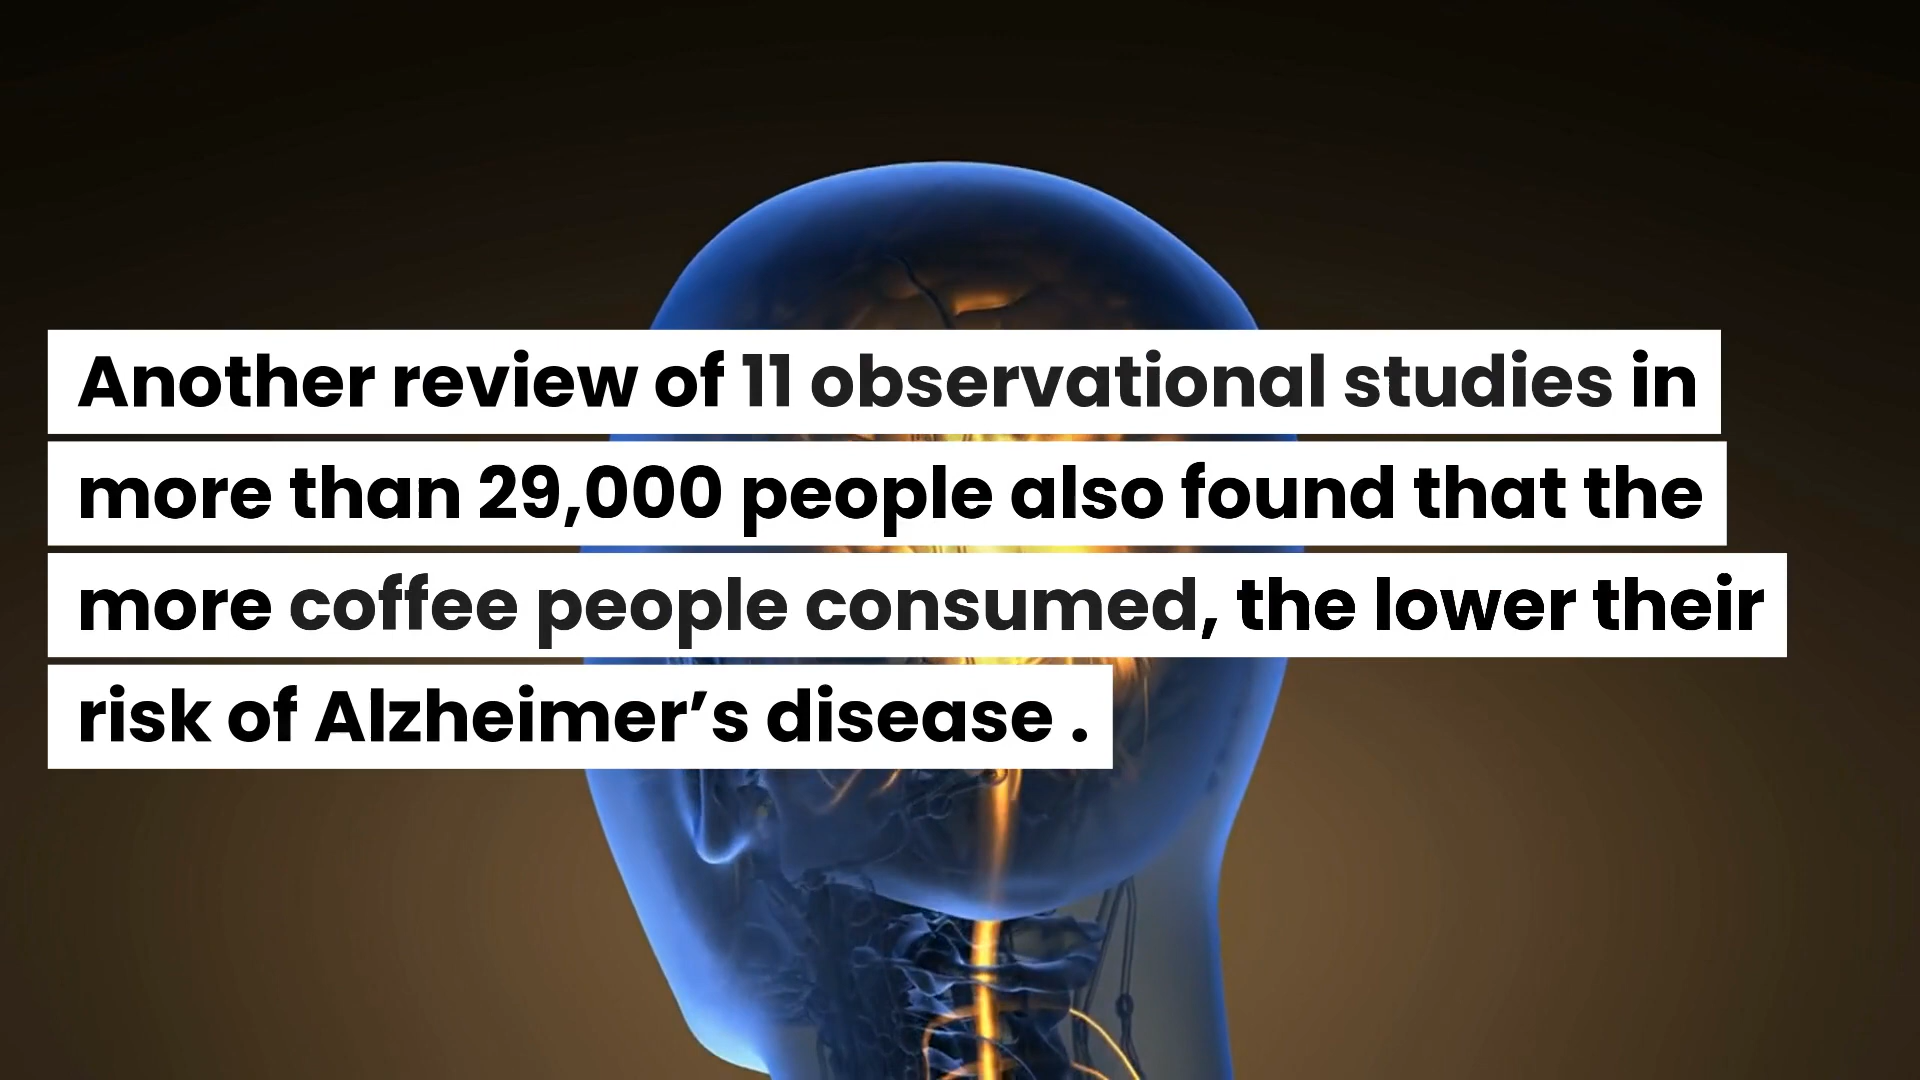 Another review of 11 observational studies in
more than 29,000 people also found that the
more coffee people consumed, the lower their
risk of Alzheimer’s disease .